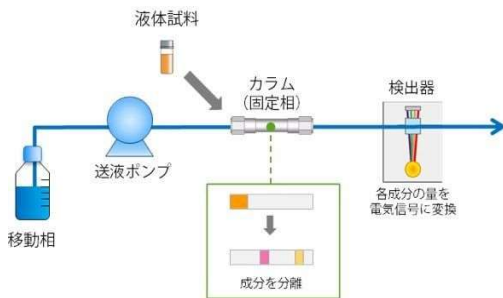 液体試料
カラム
(固定相)
検出器
送液ポンプ
移動相
各成分の量を
電気信号に変換
成分を分離